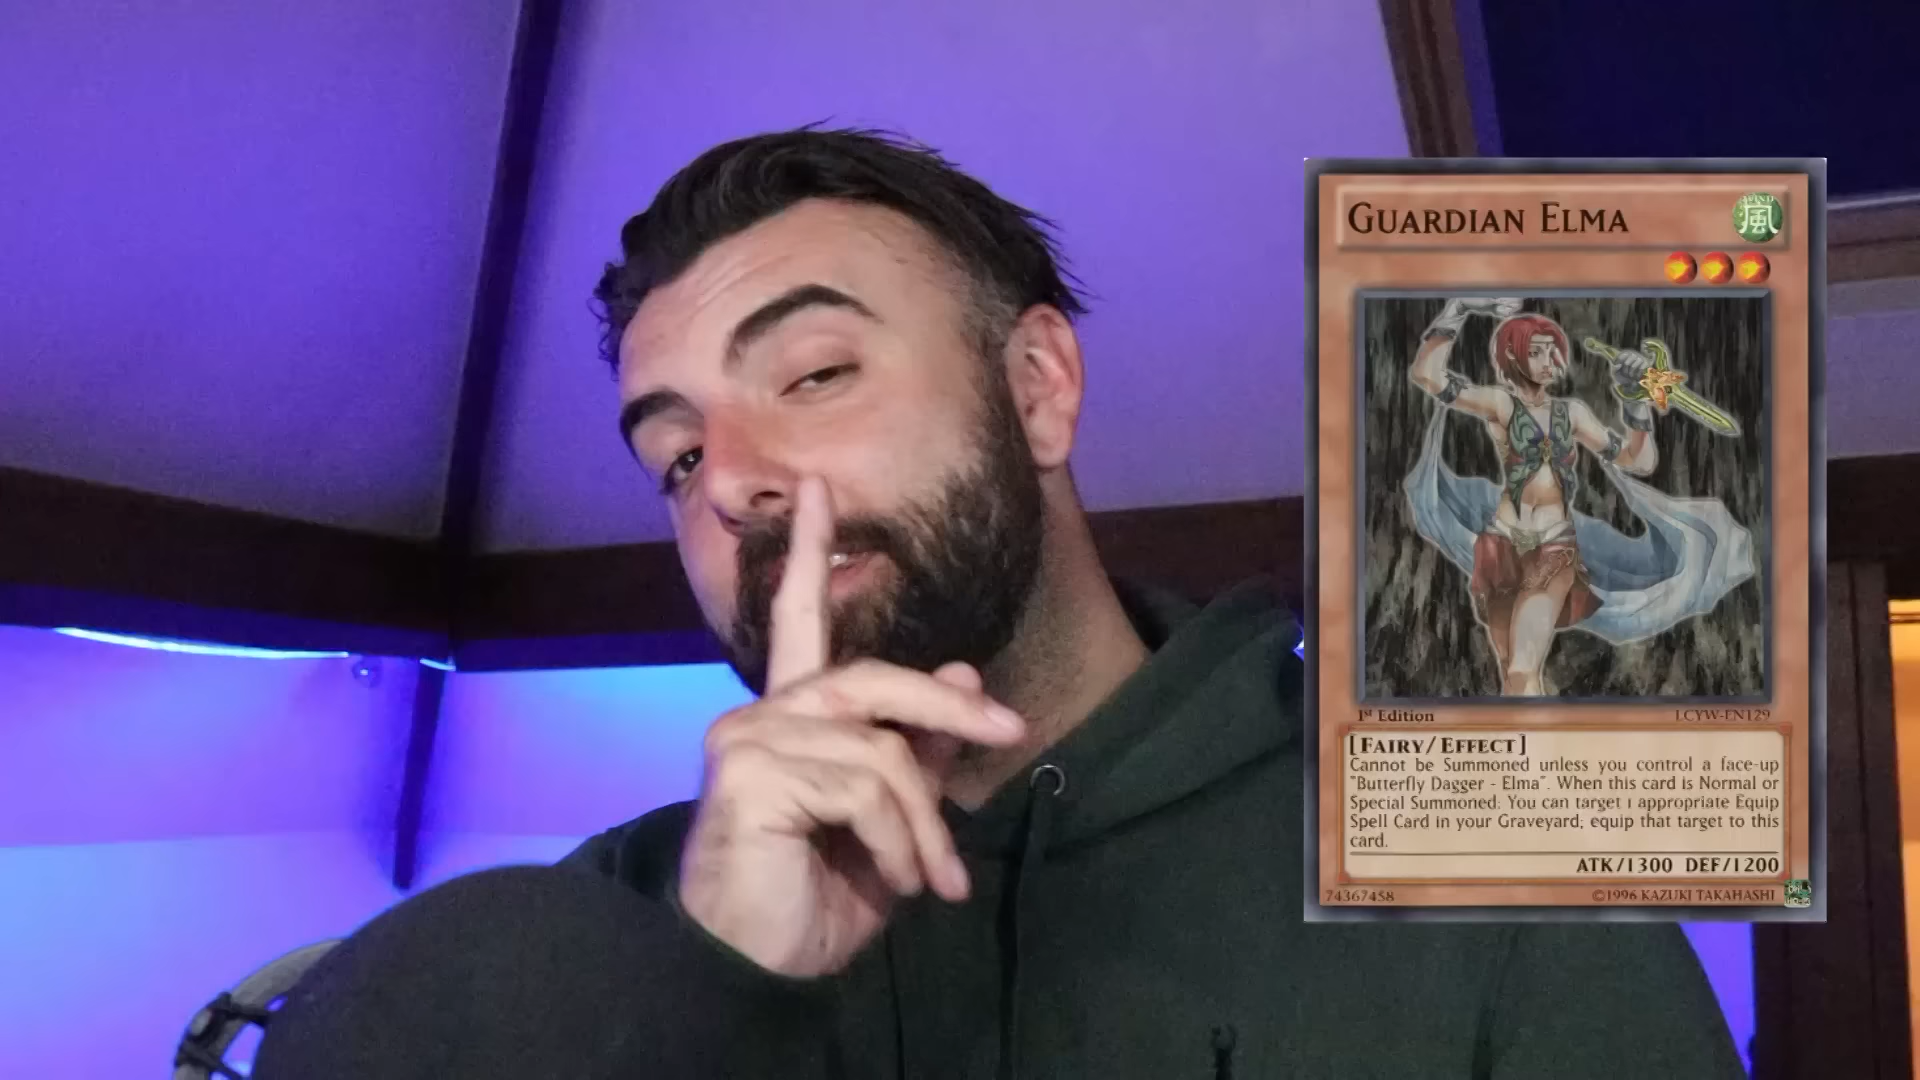 GUARDIAN ELMA
WIND
風
1st Edition
LCYW-EN129
[FAIRY/EFFECT]
Cannot be Summoned unless you control a face-up
"Butterfly Dagger - Elma". When this card is Normal or
Special Summoned: You can target 1 appropriate Equip
Spell Card in your Graveyard; equip that target to this
card.
ATK/1300 DEF/1200
74367458
©1996 KAZUKI TAKAHASHI